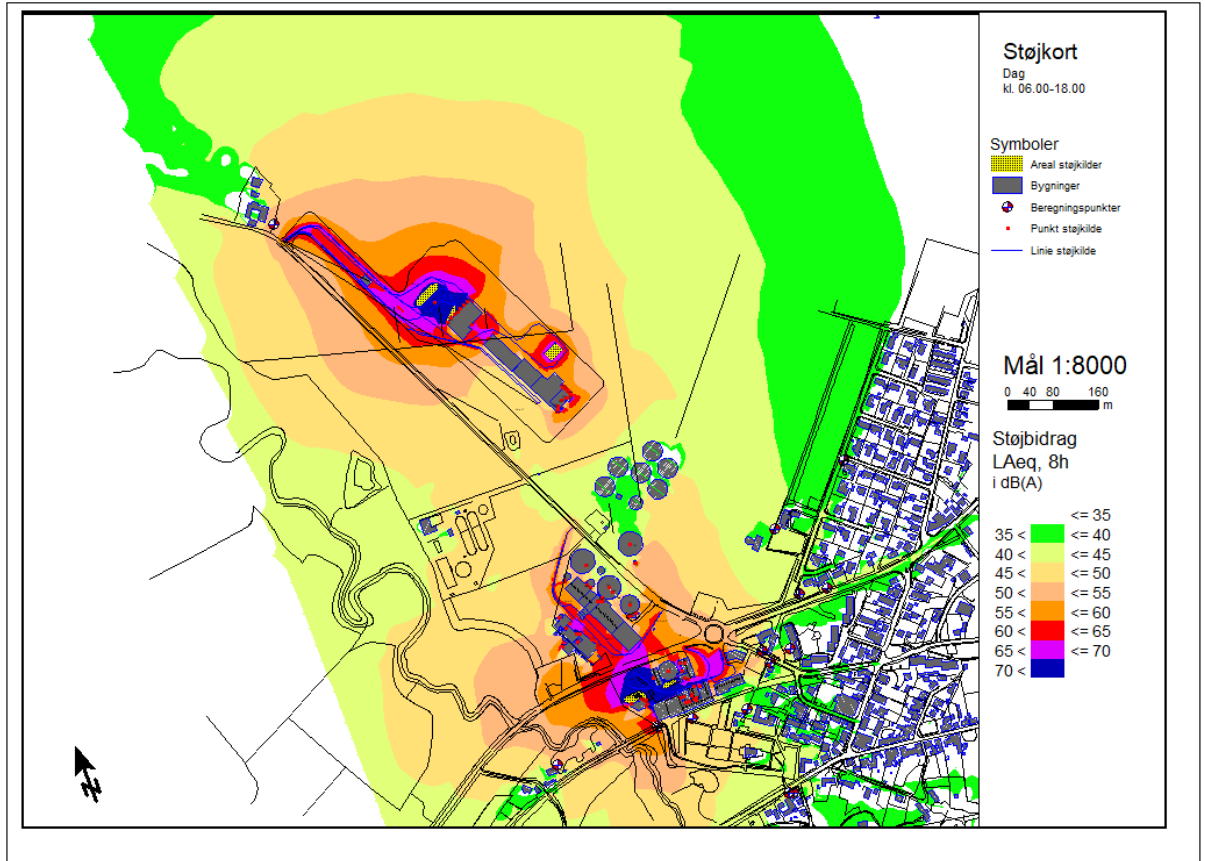 Støjkort
Dag
kl. 06.00-18.00
Symboler
Areal støjkilder
Bygninger
Beregningspunkter
Punkt støjkilde
Linie støjkilde
Mål 1:8000
0 40 80 160
m
Støjbidrag
LAeq, 8h
i dB(A)
<= 35
35 < <= 40
40 < <= 45
45 < <= 50
50 < <= 55
55 < <= 60
60 < <= 65
65 < <= 70
70 <
N